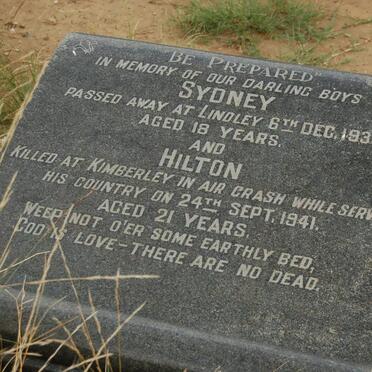 BE PREPARED
IN MEMORY OF OUR DARLING BOYS
SYDNEY
PASSED AWAY AT LINDLEY 6TH DEC. 193
AGED 18 YEARS.
AND
HILTON
KILLED AT KIMBERLEY IN AIR CRASH WHILE SERV
HIS COUNTRY ON 24TH SEPT. 1941.
AGED 21 YEARS.
WEEP NOT O'ER SOME EARTHLY BED,
GOD IS LOVE-THERE ARE NO DEAD.